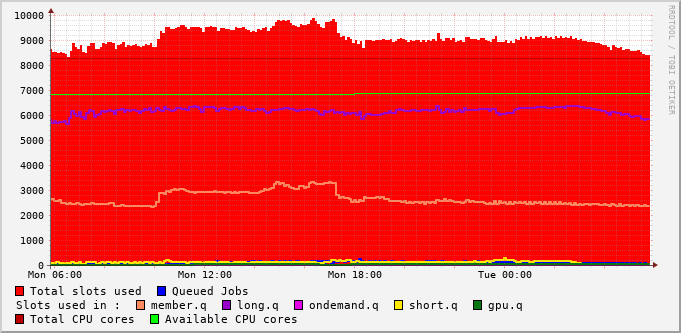 10000
9000
8000
7000
6000
5000
4000
3000
2000
1000
0
Mon 06:00 Mon 12:00 Mon 18:00 Tue 00:00
Total slots used Queued Jobs
Slots used in : member.q long.q ondemand.q short.q gpu.q
Total CPU cores Available CPU cores
RRDTOOL / TOBI OETIKER